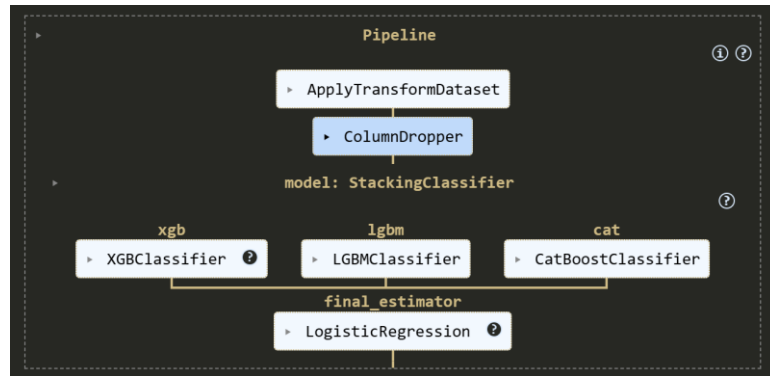 Pipeline
ApplyTransformDataset
ColumnDropper
model: StackingClassifier
xgb lgbm cat
XGBClassifier ? LGBMClassifier CatBoostClassifier
final_estimator
LogisticRegression ?